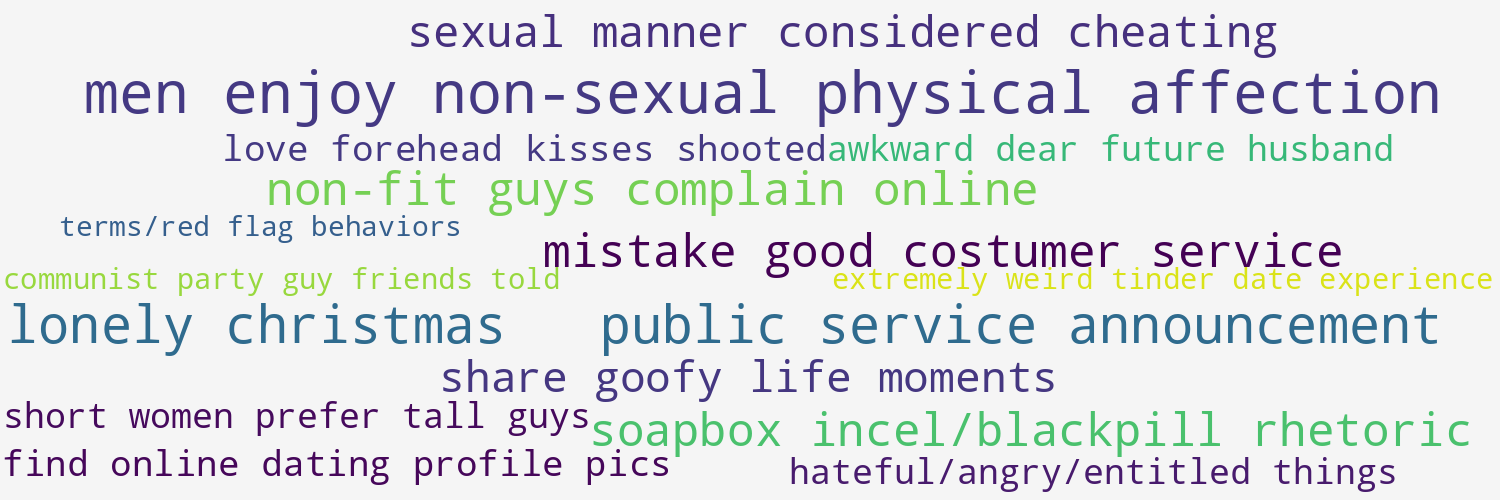 sexual manner considered cheating
men enjoy non-sexual physical affection
love forehead kisses shooted
awkward dear future husband
non-fit guys complain online
terms/red flag behaviors
mistake good costumer service
communist party guy friends told
extremely weird tinder date experience
lonely christmas
public service announcement
share goofy life moments
short women prefer tall guys
soapbox incel/blackpill rhetoric
find online dating profile pics
hateful/angry/entitled things